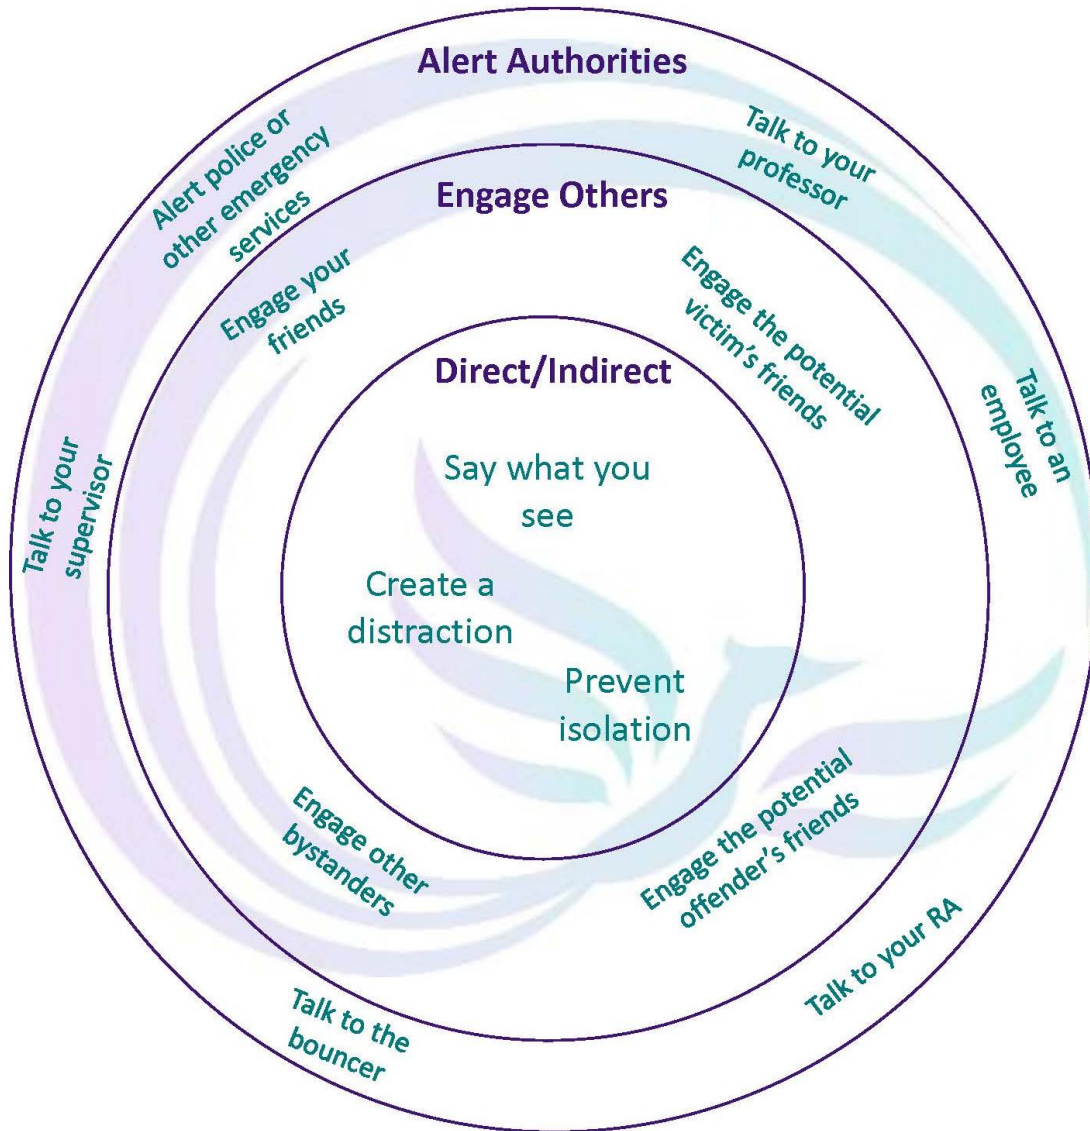 Alert Authorities
Alert police or
other emergency
services
Talk to your
professor
Talk to an
employee
Talk to your
supervisor
Talk to your RA
Talk to the
bouncer
Engage Others
Engage your
friends
Engage the potential
victim's friends
Engage other
bystanders
Engage the potential
offender's friends
Direct/Indirect
Say what you
see
Create a
distraction
Prevent
isolation